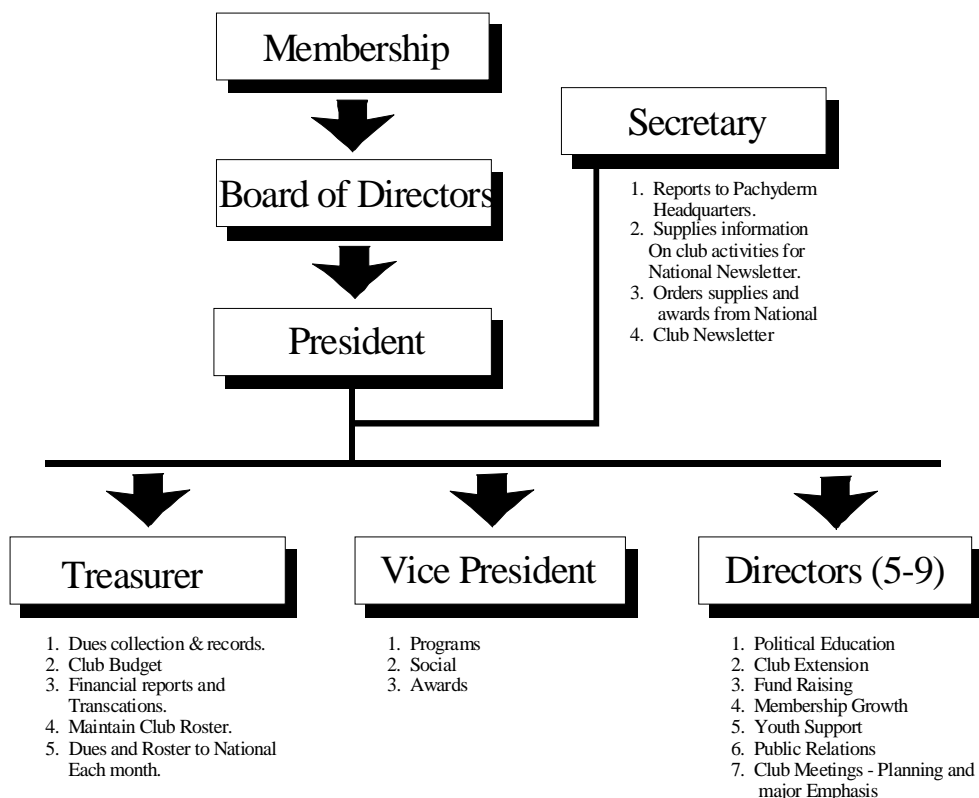 Membership
Board of Directors
President
Secretary
1. Reports to Pachyderm
Headquarters.
2. Supplies information
On club activities for
National Newsletter.
3. Orders supplies and
awards from National
4. Club Newsletter
Treasurer
1. Dues collection & records.
2. Club Budget
3. Financial reports and
Transcations.
4. Maintain Club Roster.
5. Dues and Roster to National
Each month.
Vice President
1. Programs
2. Social
3. Awards
Directors (5-9)
1. Political Education
2. Club Extension
3. Fund Raising
4. Membership Growth
5. Youth Support
6. Public Relations
7. Club Meetings - Planning and
major Emphasis